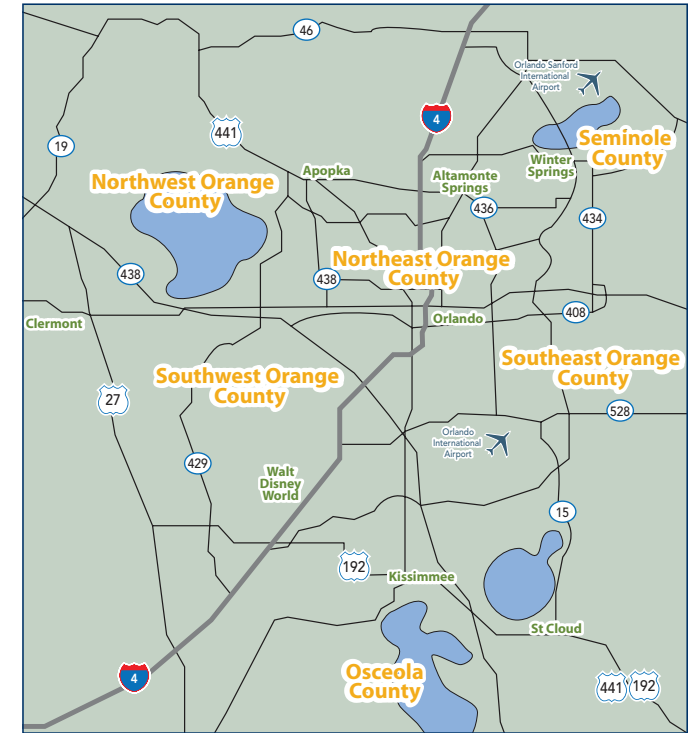 46
Orlando Sanford
International
Airport
4
441
19
Seminole
County
Winter
Springs
Apopka
Altamonte
Springs
Northwest Orange
County
436
434
Northeast Orange
County
438
438
408
Orlando
Clermont
Southeast Orange
County
Southwest Orange
County
27
528
Orlando
International
Airport
429
Walt
Disney
World
15
192
Kissimmee
St Cloud
Osceola
County
4
441
192